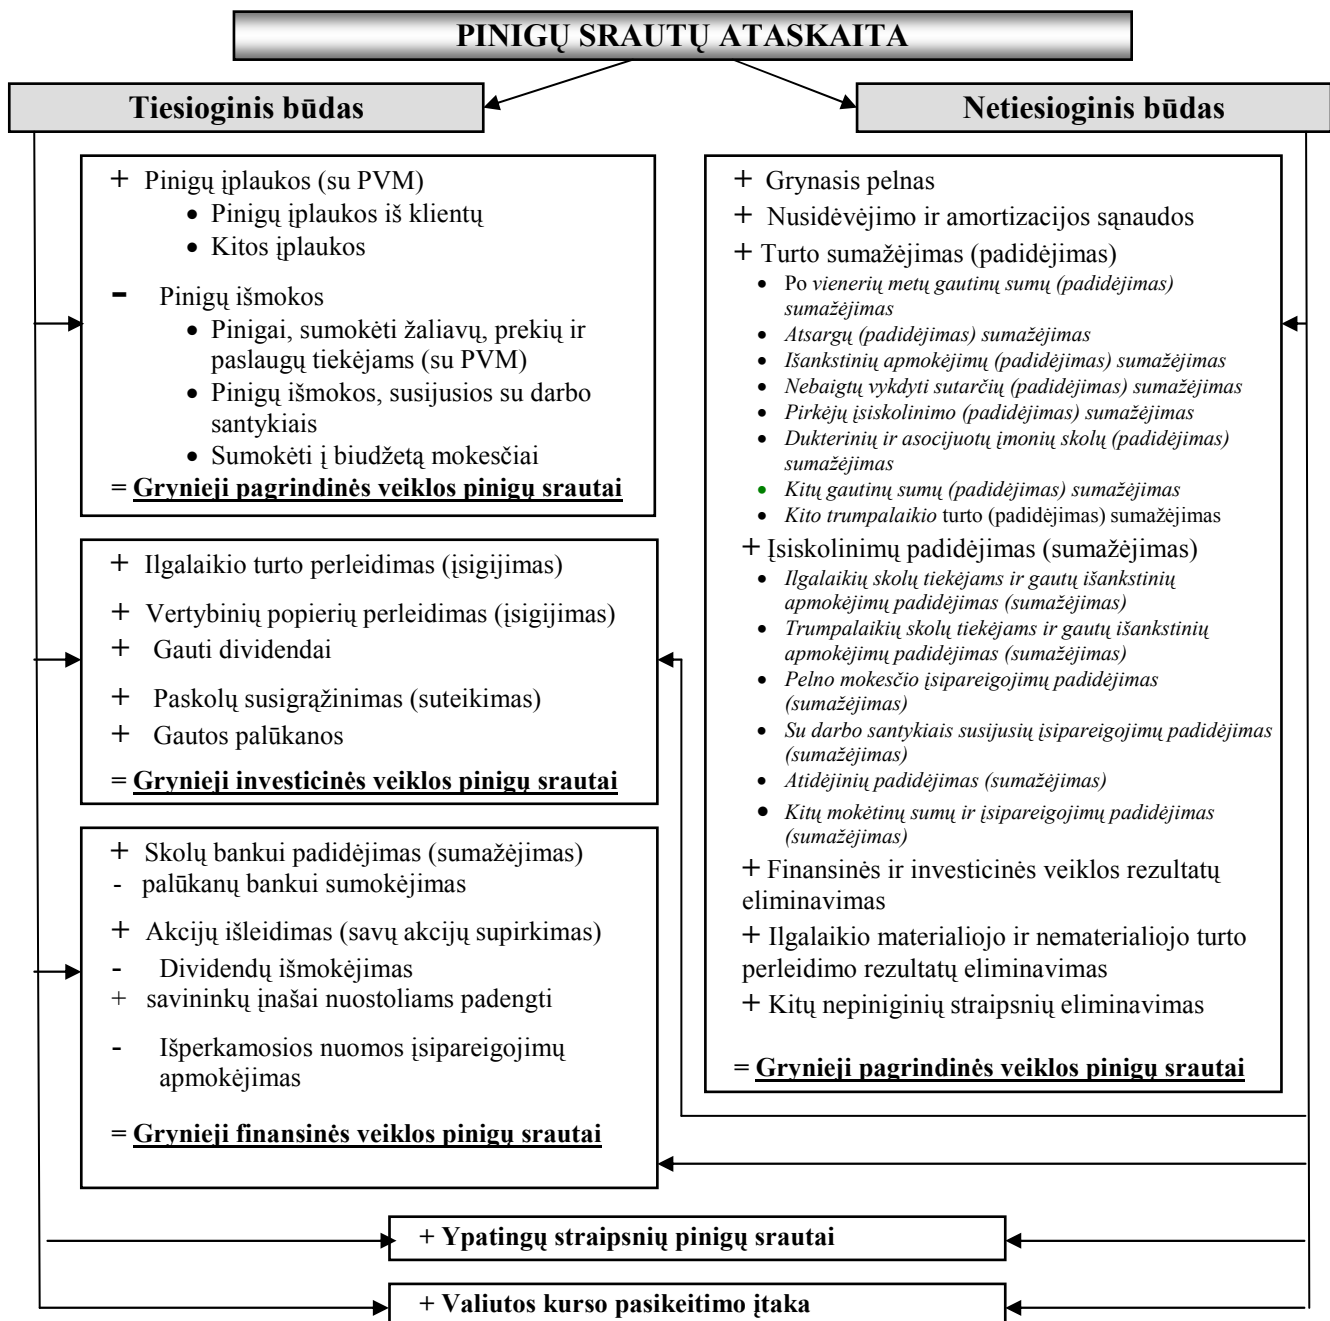 PINIGŲ SRAUTŲ ATASKAITA
Tiesioginis būdas
Netiesioginis būdas
+ Pinigų įplaukos (su PVM)
• Pinigų įplaukos iš klientų
• Kitos įplaukos
- Pinigų išmokos
• Pinigai, sumokėti žaliavų, prekių ir
paslaugų tiekėjams (su PVM)
• Pinigų išmokos, susijusios su darbo
santykiais
• Sumokėti į biudžetą mokesčiai
= Grynieji pagrindinės veiklos pinigų srautai
+ Ilgalaikio turto perleidimas (įsigijimas)
+ Vertybinių popierių perleidimas (įsigijimas)
+ Gauti dividendai
+ Paskolų susigrąžinimas (suteikimas)
+ Gautos palūkanos
= Grynieji investicinės veiklos pinigų srautai
+ Skolų bankui padidėjimas (sumažėjimas)
- palūkanų bankui sumokėjimas
+ Akcijų išleidimas (savų akcijų supirkimas)
- Dividendų išmokėjimas
+ savininkų įnašai nuostoliams padengti
- Išperkamosios nuomos įsipareigojimų
apmokėjimas
= Grynieji finansinės veiklos pinigų srautai
+ Grynasis pelnas
+ Nusidėvėjimo ir amortizacijos sąnaudos
+ Turto sumažėjimas (padidėjimas)
• Po vienerių metų gautinų sumų (padidėjimas)
sumažėjimas
• Atsargų (padidėjimas) sumažėjimas
• Išankstinių apmokėjimų (padidėjimas) sumažėjimas
• Nebaigtų vykdyti sutarčių (padidėjimas) sumažėjimas
• Pirkėjų įsiskolinimo (padidėjimas) sumažėjimas
• Dukterinių ir asocijuotų įmonių skolų (padidėjimas)
sumažėjimas
• Kitų gautinų sumų (padidėjimas) sumažėjimas
• Kito trumpalaikio turto (padidėjimas) sumažėjimas
+ Įsiskolinimų padidėjimas (sumažėjimas)
• Ilgalaikių skolų tiekėjams ir gautų išankstinių
apmokėjimų padidėjimas (sumažėjimas)
• Trumpalaikių skolų tiekėjams ir gautų išankstinių
apmokėjimų padidėjimas (sumažėjimas)
• Pelno mokesčio įsipareigojimų padidėjimas
(sumažėjimas)
• Su darbo santykiais susijusių įsipareigojimų padidėjimas
(sumažėjimas)
• Atidėjinių padidėjimas (sumažėjimas)
• Kitų mokėtinų sumų ir įsipareigojimų padidėjimas
(sumažėjimas)
+ Finansinės ir investicinės veiklos rezultatų
eliminavimas
+ Ilgalaikio materialiojo ir nematerialiojo turto
perleidimo rezultatų eliminavimas
+ Kitų nepiniginių straipsnių eliminavimas
= Grynieji pagrindinės veiklos pinigų srautai
+ Ypatingų straipsnių pinigų srautai
+ Valiutos kurso pasikeitimo įtaka